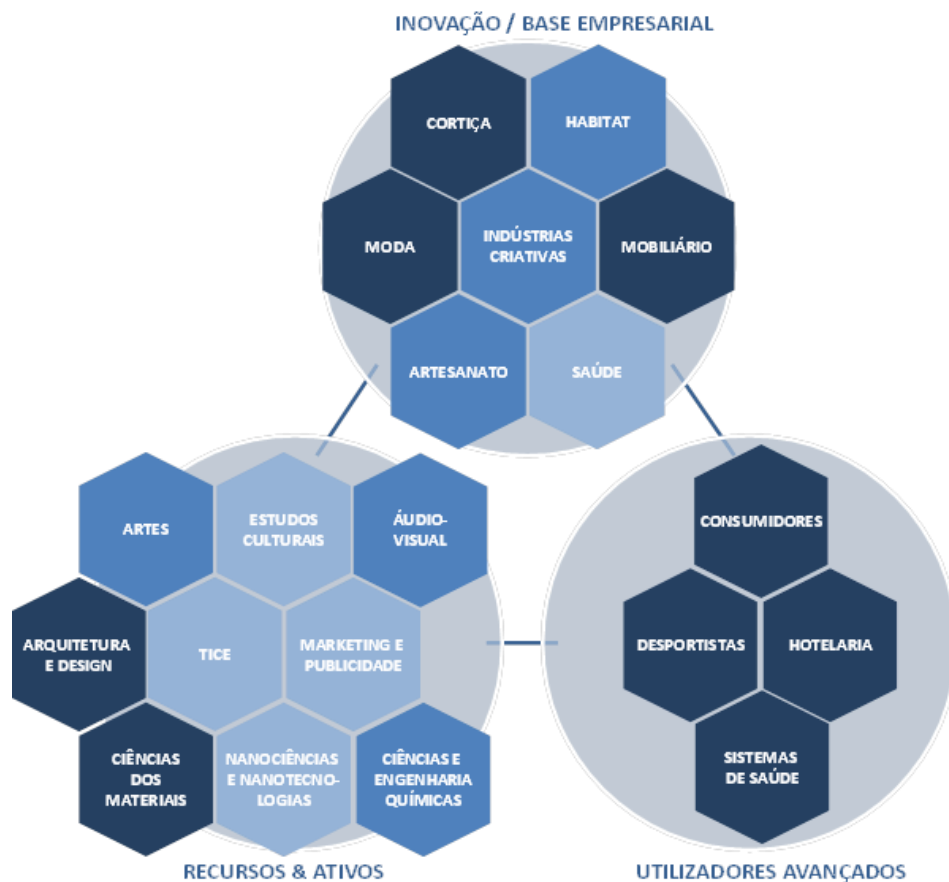 INOVAÇÃO / BASE EMPRESARIAL
CORTIÇA
HABITAT
MODA
INDÚSTRIAS
CRIATIVAS
MOBILIÁRIO
ARTESANATO
SAÚDE
ARTES
ESTUDOS
CULTURAIS
ÁUDIO-
VISUAL
ARQUITETURA
E DESIGN
TICE
MARKETING E
PUBLICIDADE
CIÊNCIAS
DOS
MATERIAIS
NANOCIÊNCIAS
E NANOTECNO-
LOGIAS
CIÊNCIAS E
ENGENHARIA
QUÍMICAS
RECURSOS & ATIVOS
CONSUMIDORES
DESPORTISTAS
HOTELARIA
SISTEMAS
DE SAÚDE
UTILIZADORES AVANÇADOS